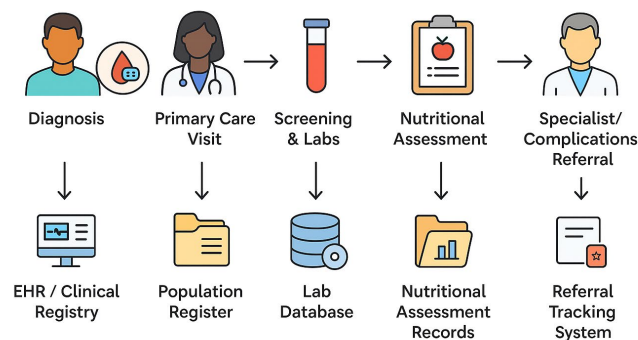 Diagnosis
Primary Care
Visit
Screening
& Labs
Nutritional
Assessment
Specialist/
Complications
Referral
EHR / Clinical
Registry
Population
Register
Lab
Database
Nutritional
Assessment
Records
Referral
Tracking
System